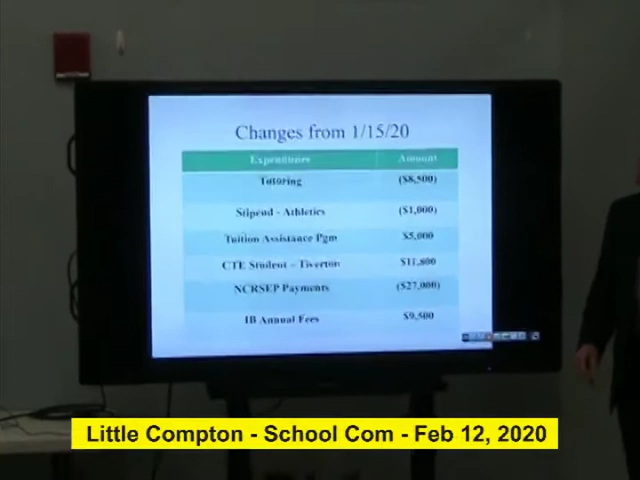 Changes from 1/15/20
Expenditure Amount
Tutoring ($8,500)
Stipend - Athletics ($1,000)
Tuition Assistance Pgm $5,000
CTE Student - Tiverton $11,800
NCRSEP Payments ($27,000)
IB Annual Fees $9,500
Little Compton - School Com - Feb 12, 2020